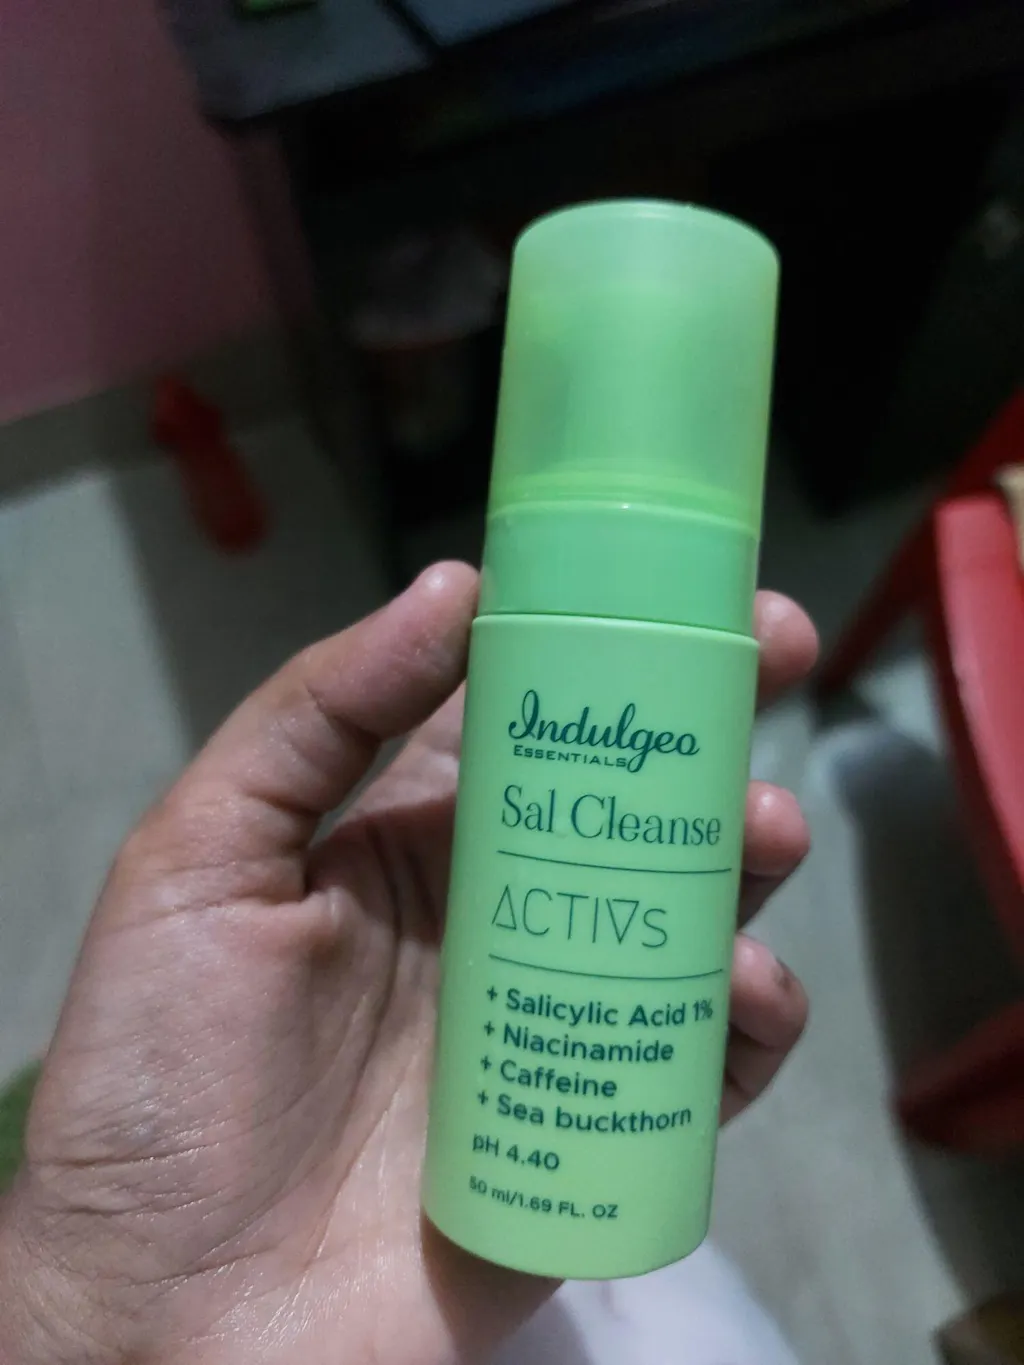 Indulgeo
ESSENTIALS
Sal Cleanse
ACTIVS
+ Salicylic Acid 1%
+ Niacinamide
+ Caffeine
+ Sea buckthorn
pH 4.40
50 ml/1.69 FL. OZ